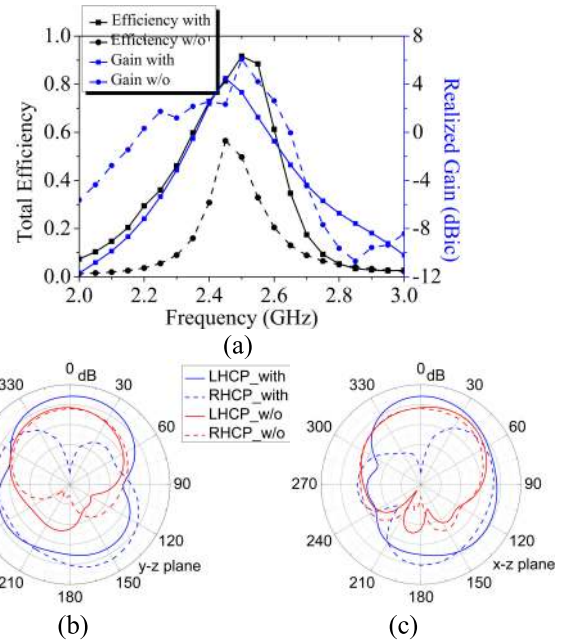 Efficiency with
Efficiency w/o
Gain with
Gain w/o
1.0
0.8
0.6
0.4
0.2
0.0
Total Efficiency
8
4
0
-4
-8
-12
Realized Gain (dBic)
2.0 2.2 2.4 2.6 2.8 3.0
Frequency (GHz)
(a)
LHCP_with
RHCP_with
LHCP_w/o
RHCP_w/o
0 dB
330 30
60
90
120
y-z plane
210 150
180
(b)
0 dB
330 30
300 60
270 90
240 120
x-z plane
210 150
180
(c)